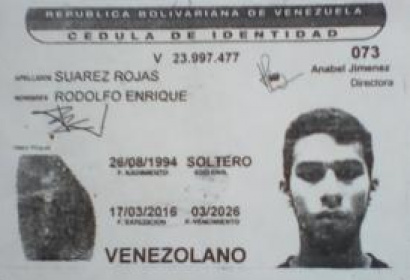 REPUBLICA BOLIVARIANA DE VENEZUELA
CEDULA DE IDENTIDAD
V 23.997.477
073
APELLIDOS SUAREZ ROJAS
Anabel Jimenez
Directora
NOMBRES RODOLFO ENRIQUE
26/08/1994 SOLTERO
F. NACIMIENTO EDO CIVIL
17/03/2016 03/2026
F. EXPEDICION F. VENCIMIENTO
VENEZOLANO